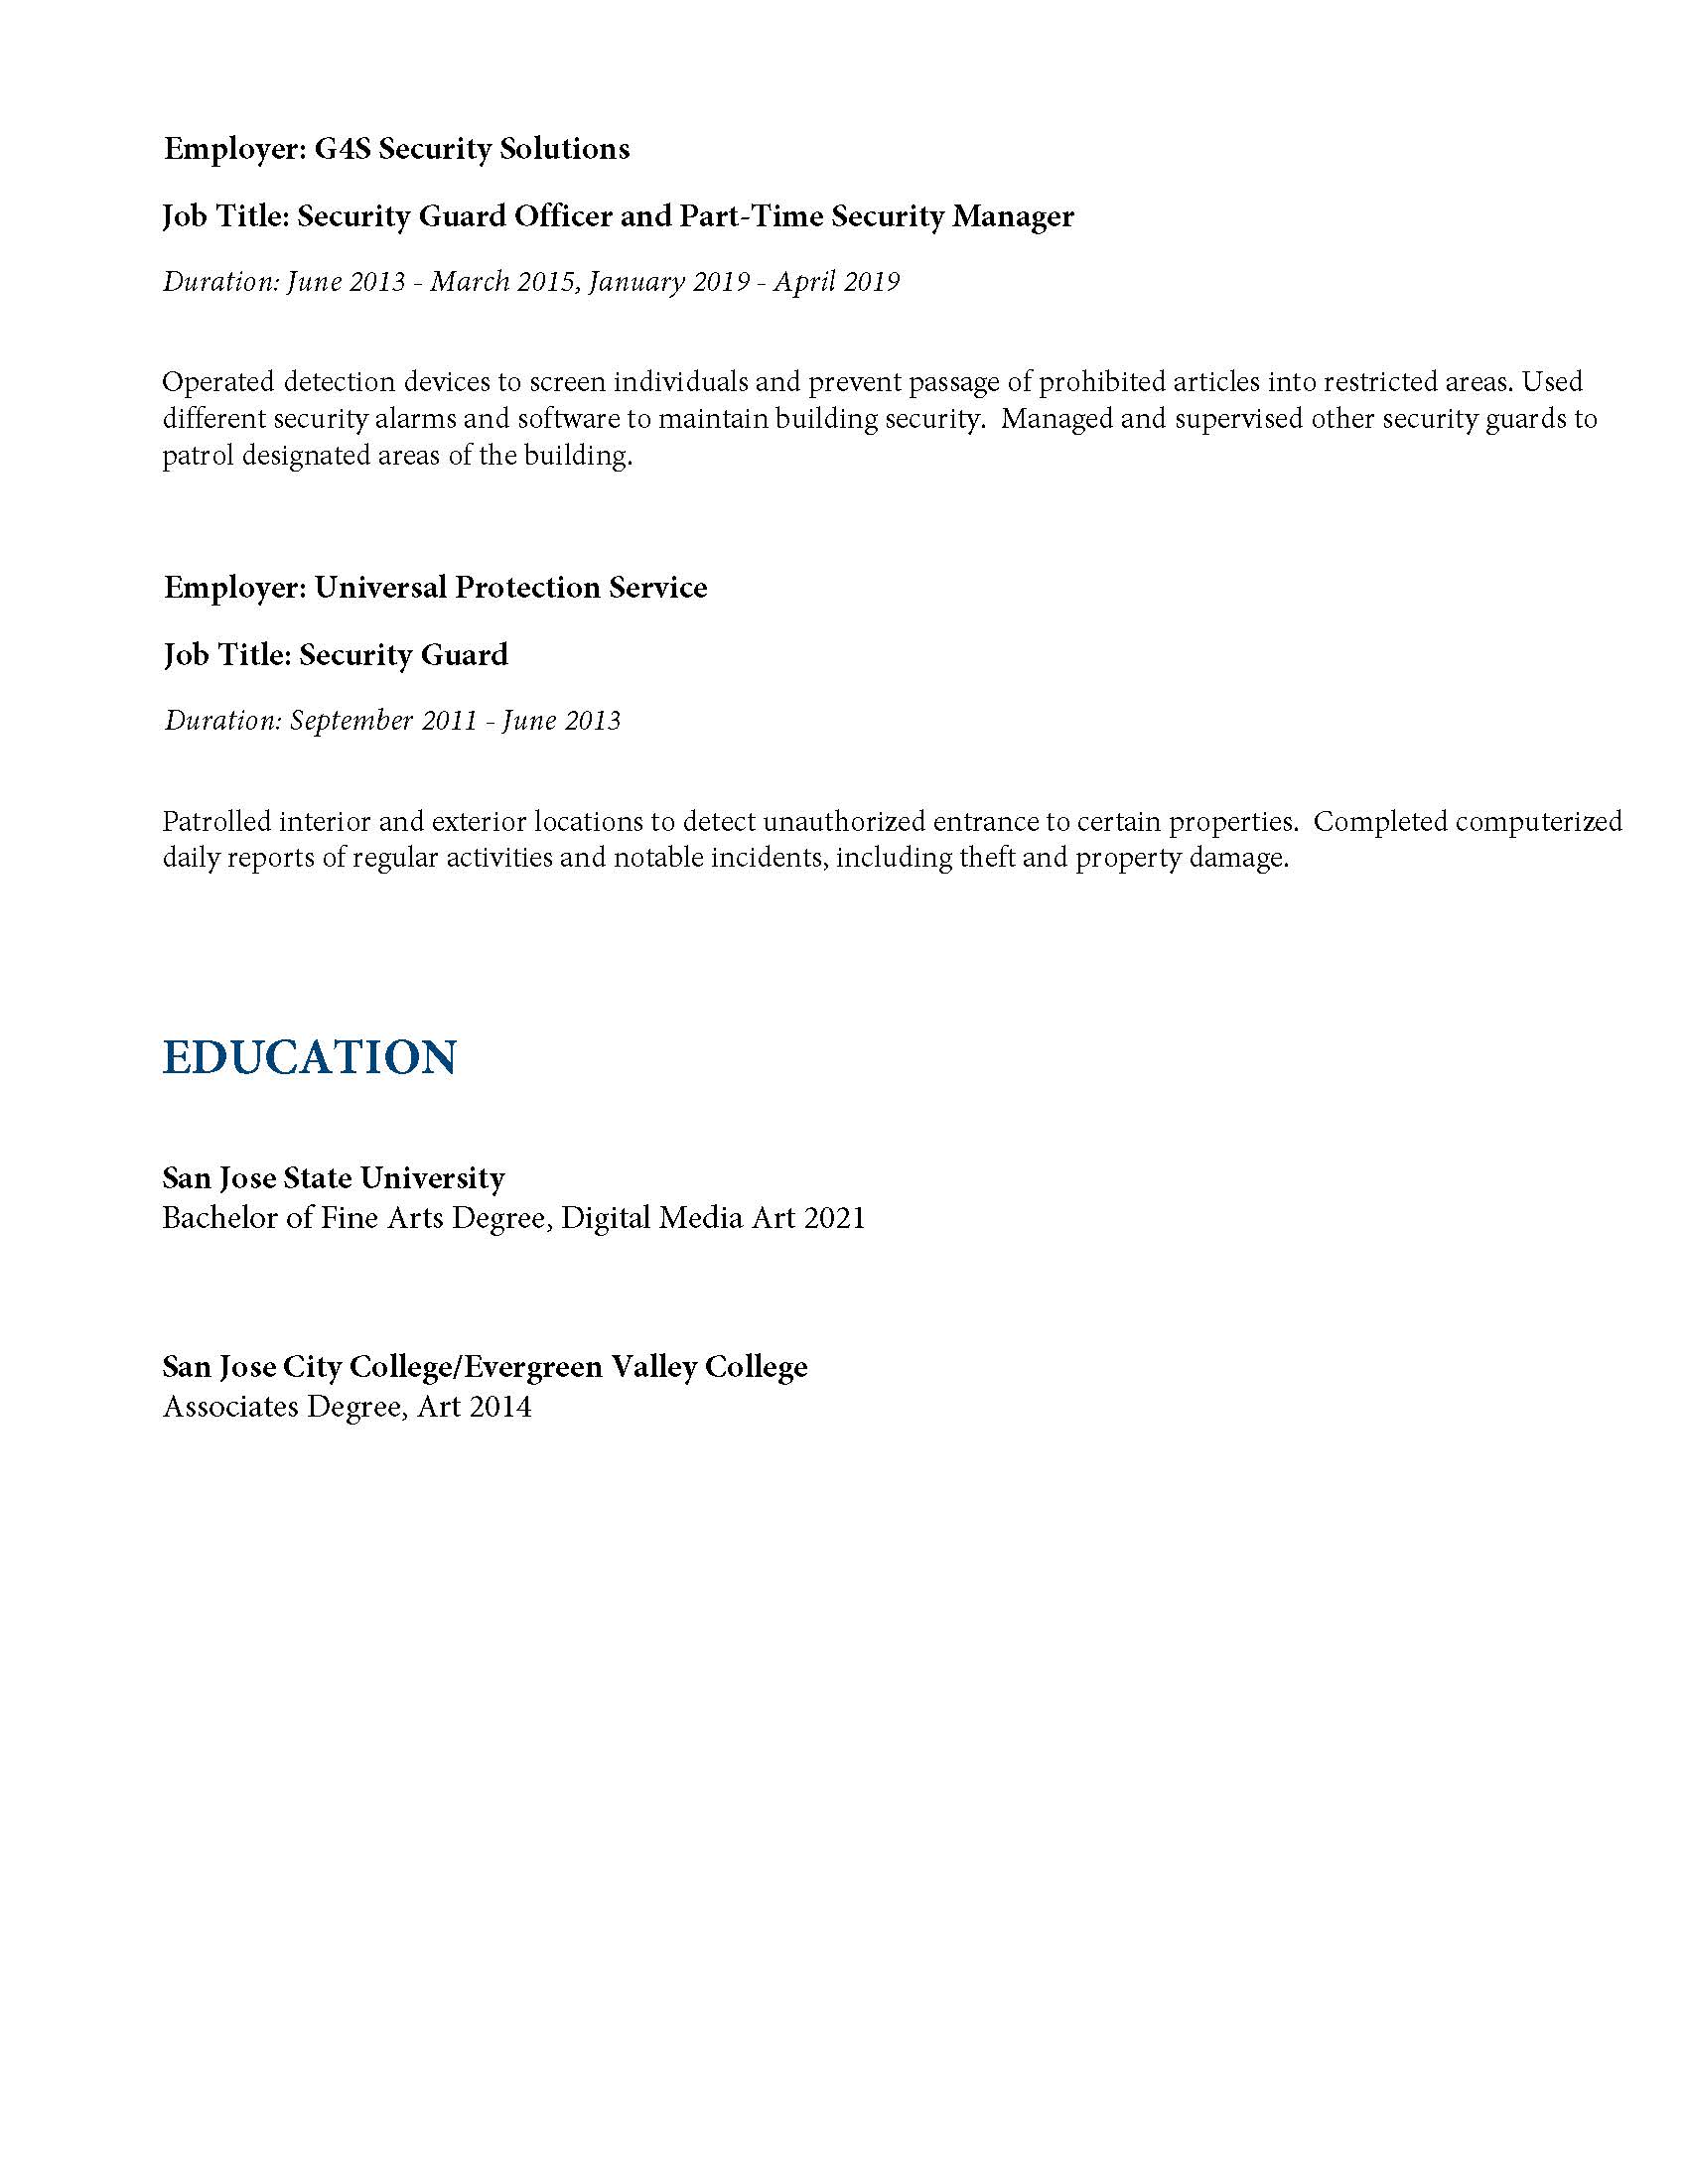 Employer: G4S Security Solutions
Job Title: Security Guard Officer and Part-Time Security Manager
Duration: June 2013 - March 2015, January 2019 - April 2019
Operated detection devices to screen individuals and prevent passage of prohibited articles into restricted areas. Used
different security alarms and software to maintain building security.  Managed and supervised other security guards to
patrol designated areas of the building.
Employer: Universal Protection Service
Job Title: Security Guard
Duration: September 2011 - June 2013
Patrolled interior and exterior locations to detect unauthorized entrance to certain properties.  Completed computerized
daily reports of regular activities and notable incidents, including theft and property damage.
EDUCATION
San Jose State University
Bachelor of Fine Arts Degree, Digital Media Art 2021
San Jose City College/Evergreen Valley College
Associates Degree, Art 2014